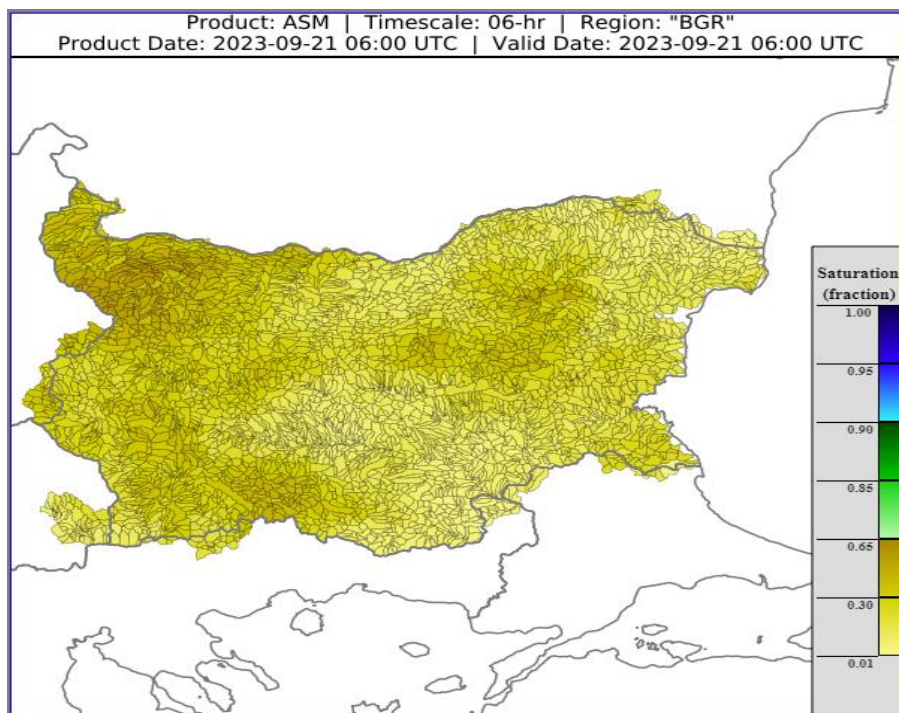 Product: ASM | Timescale: 06-hr | Region: "BGR"
Product Date: 2023-09-21 06:00 UTC | Valid Date: 2023-09-21 06:00 UTC
Saturation
(fraction)
1.00
0.95
0.90
0.85
0.65
0.30
0.01